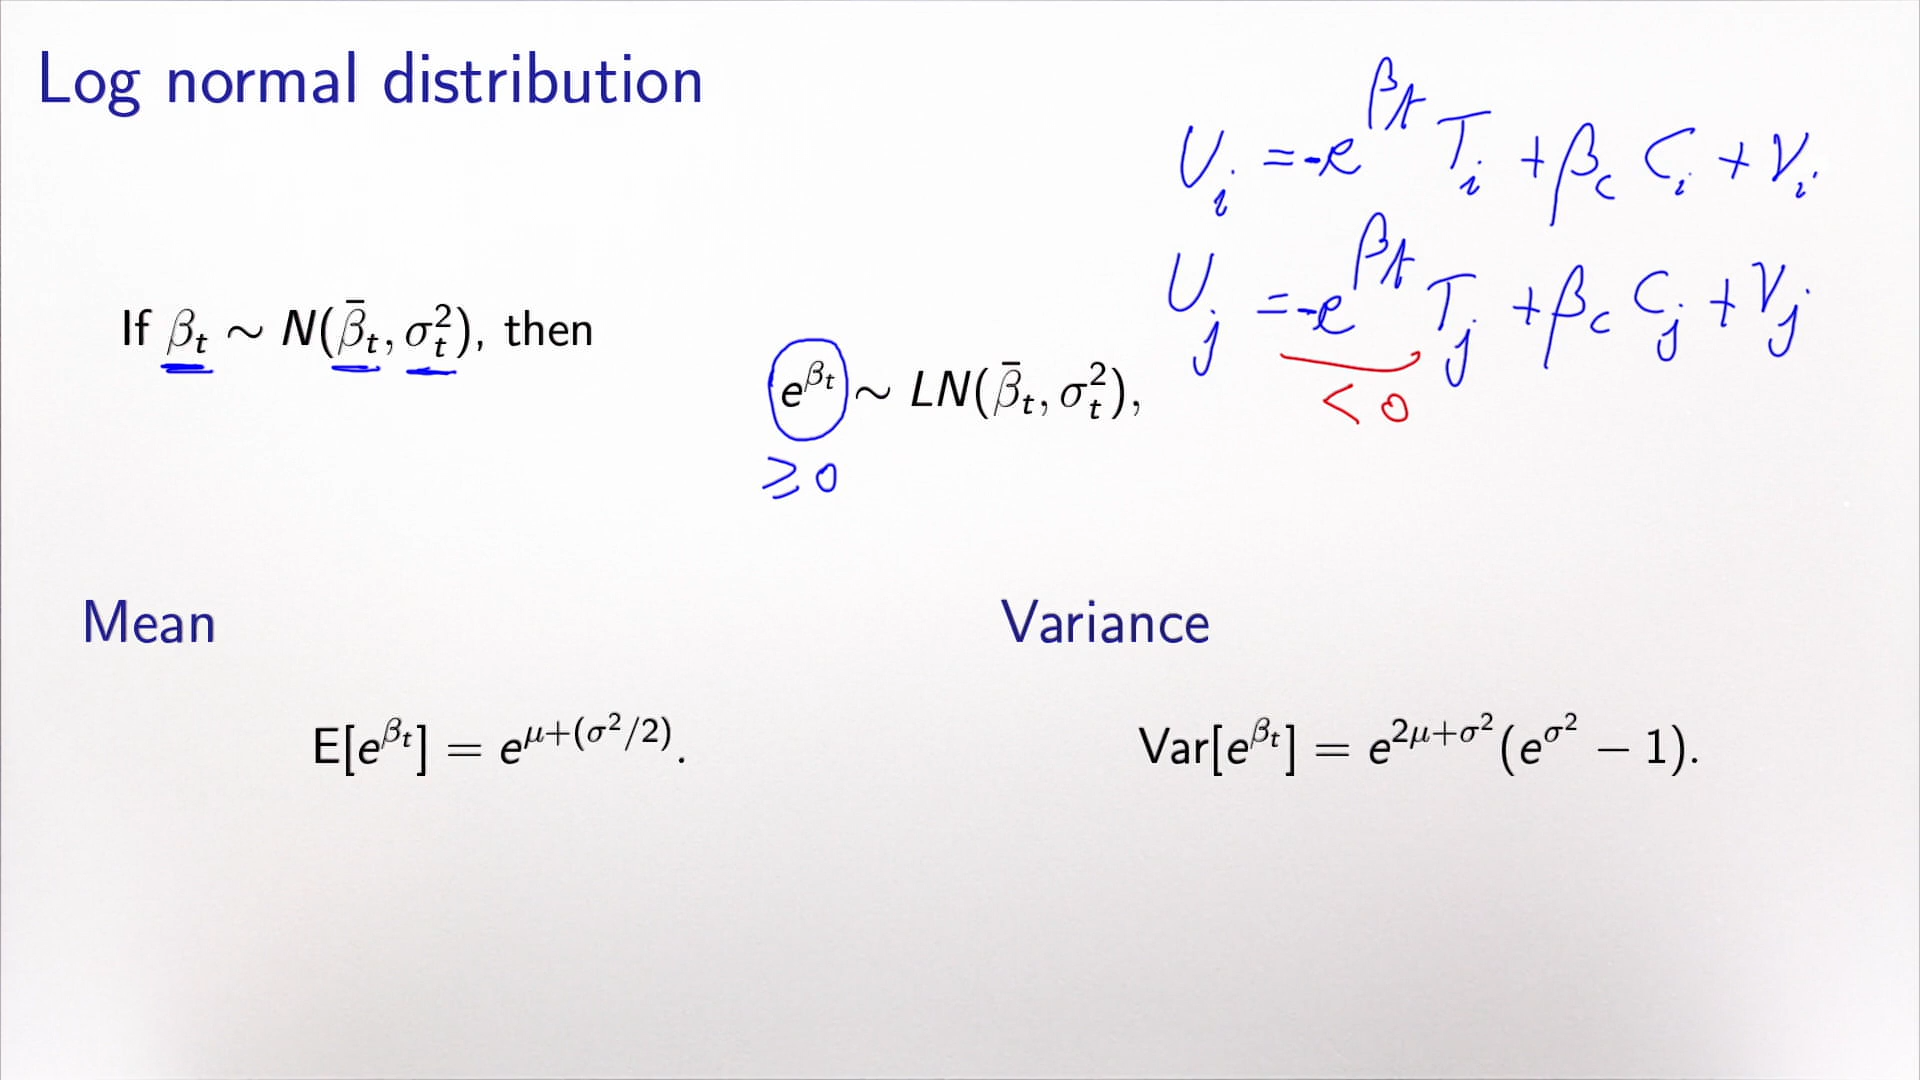 Log normal distribution
U_i = -e^{β_t} T_i + β_c C_i + ν_i
U_j = -e^{β_t} T_j + β_c C_j + ν_j
< 0
If β_t ∼ N(β̄_t, σ_t^2), then
e^{β_t} ∼ LN(β̄_t, σ_t^2),
≥ 0
Mean
E[e^{β_t}] = e^{μ+(σ^2/2)}.
Variance
Var[e^{β_t}] = e^{2μ+σ^2}(e^{σ^2} − 1).